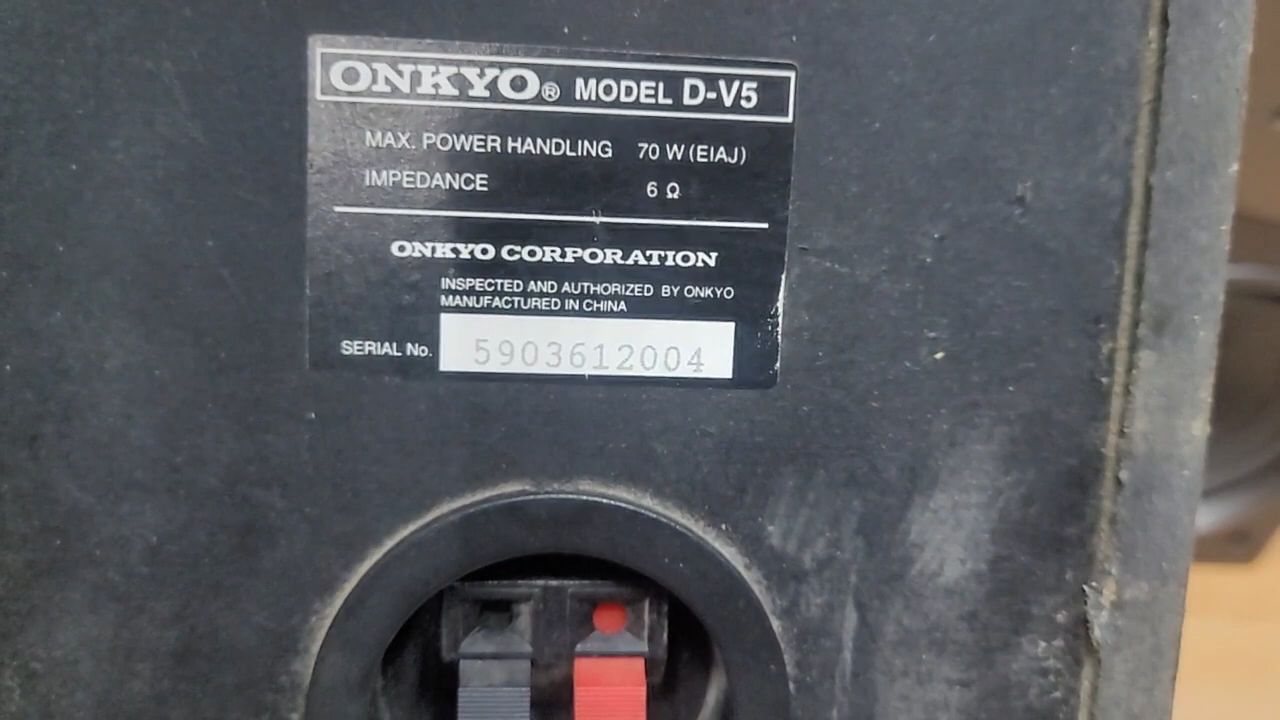 ONKYO® MODEL D-V5
MAX. POWER HANDLING 70 W (EIAJ)
IMPEDANCE 6 Ω
ONKYO CORPORATION
INSPECTED AND AUTHORIZED BY ONKYO
MANUFACTURED IN CHINA
SERIAL No. 5903612004